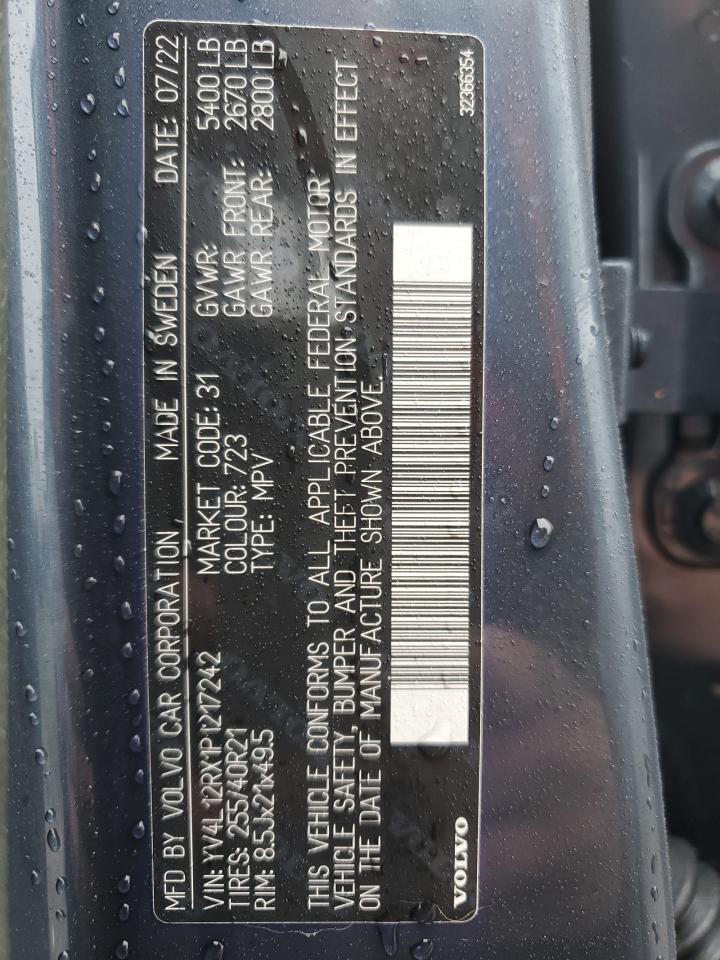 MFD BY VOLVO CAR CORPORATION MADE IN SWEDEN DATE: 07/22
VIN: YV4L12RX1P1217242 MARKET CODE: 31 GVWR: 5400 LB
TIRES: 255/40R21 COLOUR: 723 GAWR FRONT: 2670 LB
RIM: 8.5Jx21x49.5 TYPE: MPV GAWR REAR: 2800 LB
THIS VEHICLE CONFORMS TO ALL APPLICABLE FEDERAL MOTOR
VEHICLE SAFETY, BUMPER AND THEFT PREVENTION STANDARDS IN EFFECT
ON THE DATE OF MANUFACTURE SHOWN ABOVE.
VOLVO
32366354